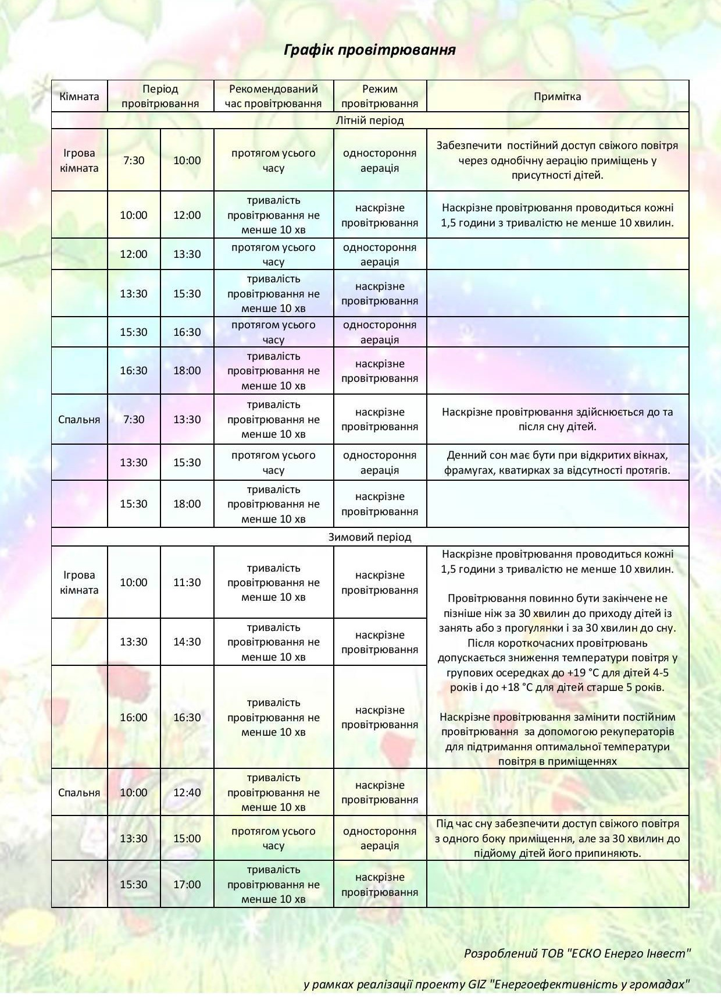 Графік провітрювання
Кімната
Період
провітрювання
Рекомендований
час провітрювання
Режим
провітрювання
Примітка
Літній період
Ігрова
кімната
7:30
10:00
протягом усього
часу
одностороння
аерація
Забезпечити постійний доступ свіжого повітря
через однобічну аерацію приміщень у
присутності дітей.
10:00
12:00
тривалість
провітрювання не
менше 10 хв
наскрізне
провітрювання
Наскрізне провітрювання проводиться кожні
1,5 години з тривалістю не менше 10 хвилин.
12:00
13:30
протягом усього
часу
одностороння
аерація
13:30
15:30
тривалість
провітрювання не
менше 10 хв
наскрізне
провітрювання
15:30
16:30
протягом усього
часу
одностороння
аерація
16:30
18:00
тривалість
провітрювання не
менше 10 хв
наскрізне
провітрювання
Спальня
7:30
13:30
тривалість
провітрювання не
менше 10 хв
наскрізне
провітрювання
Наскрізне провітрювання здійснюється до та
після сну дітей.
13:30
15:30
протягом усього
часу
одностороння
аерація
Денний сон має бути при відкритих вікнах,
фрамугах, кватирках за відсутності протягів.
15:30
18:00
тривалість
провітрювання не
менше 10 хв
наскрізне
провітрювання
Зимовий період
Ігрова
кімната
10:00
11:30
тривалість
провітрювання не
менше 10 хв
наскрізне
провітрювання
Наскрізне провітрювання проводиться кожні
1,5 години з тривалістю не менше 10 хвилин.
Провітрювання повинно бути закінчене не
пізніше ніж за 30 хвилин до приходу дітей із
занять або з прогулянки і за 30 хвилин до сну.
Після короткочасних провітрювань
допускається зниження температури повітря у
групових осередках до +19 °С для дітей 4-5
років і до +18 °С для дітей старше 5 років.
Наскрізне провітрювання замінити постійним
провітрювання за допомогою рекуператорів
для підтримання оптимальної температури
повітря в приміщеннях
13:30
14:30
тривалість
провітрювання не
менше 10 хв
наскрізне
провітрювання
16:00
16:30
тривалість
провітрювання не
менше 10 хв
наскрізне
провітрювання
Спальня
10:00
12:40
тривалість
провітрювання не
менше 10 хв
наскрізне
провітрювання
13:30
15:00
протягом усього
часу
одностороння
аерація
Під час сну забезпечити доступ свіжого повітря
з одного боку приміщення, але за 30 хвилин до
підйому дітей його припиняють.
15:30
17:00
тривалість
провітрювання не
менше 10 хв
наскрізне
провітрювання
Розроблений ТОВ "ЕСКО Енерго Інвест"
у рамках реалізації проекту GIZ "Енергоефективність у громадах"